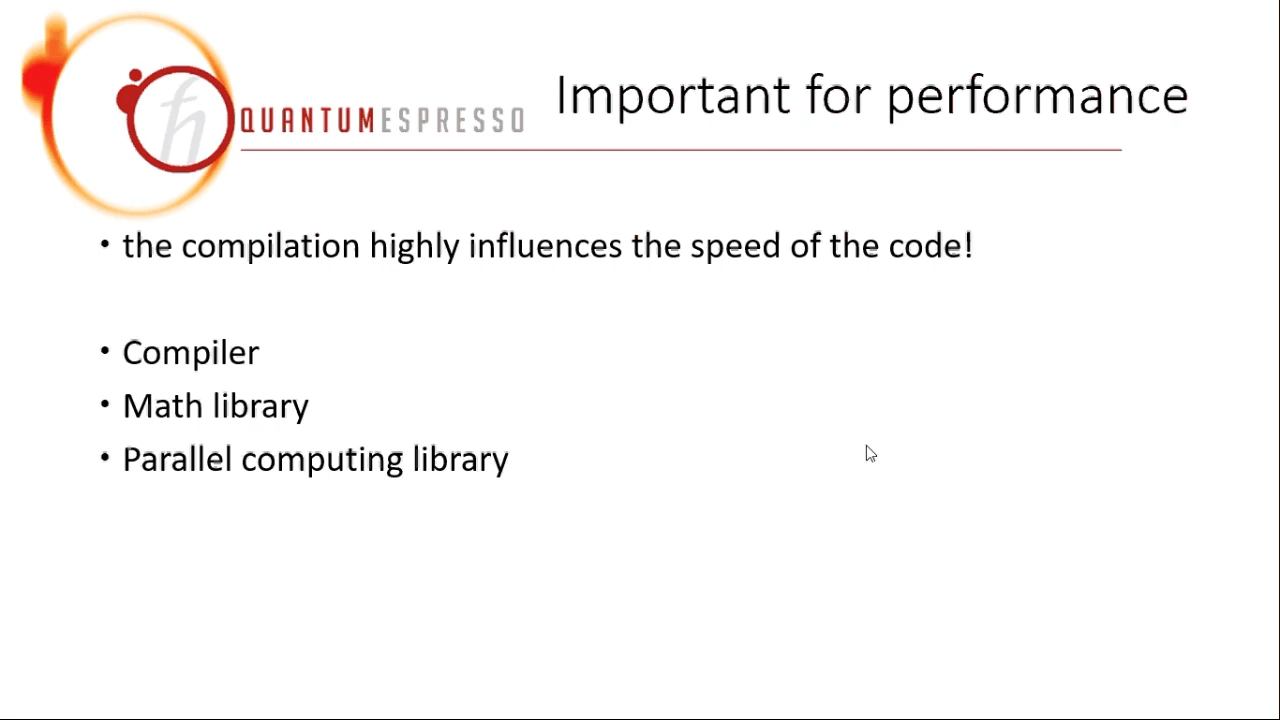 QUANTUMESPRESSO
Important for performance
• the compilation highly influences the speed of the code!
• Compiler
• Math library
• Parallel computing library